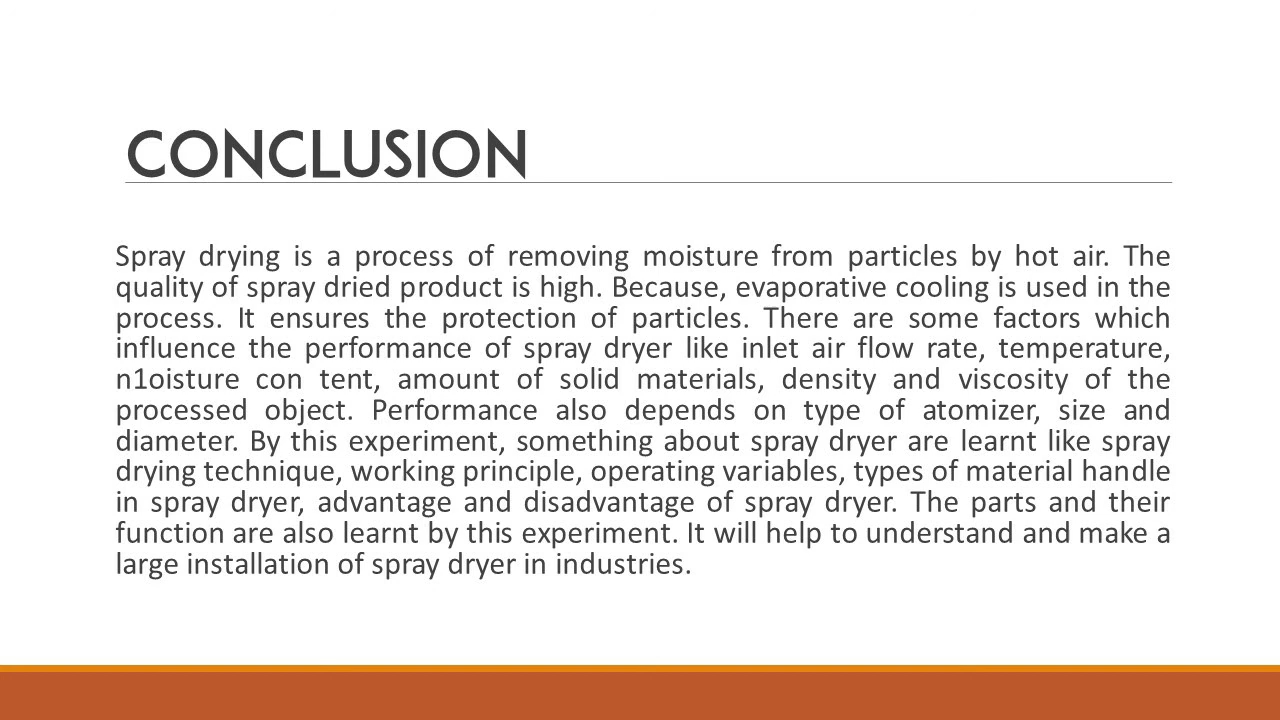 CONCLUSION
Spray drying is a process of removing moisture from particles by hot air. The
quality of spray dried product is high. Because, evaporative cooling is used in the
process. It ensures the protection of particles. There are some factors which
influence the performance of spray dryer like inlet air flow rate, temperature,
n1oisture con tent, amount of solid materials, density and viscosity of the
processed object. Performance also depends on type of atomizer, size and
diameter. By this experiment, something about spray dryer are learnt like spray
drying technique, working principle, operating variables, types of material handle
in spray dryer, advantage and disadvantage of spray dryer. The parts and their
function are also learnt by this experiment. It will help to understand and make a
large installation of spray dryer in industries.